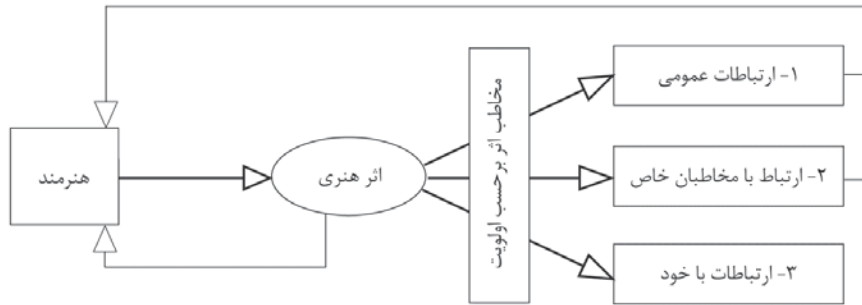 هنرمند
اثر هنری
مخاطب اثر برحسب اولویت
۱- ارتباطات عمومی
۲- ارتباط با مخاطبان خاص
۳- ارتباطات با خود